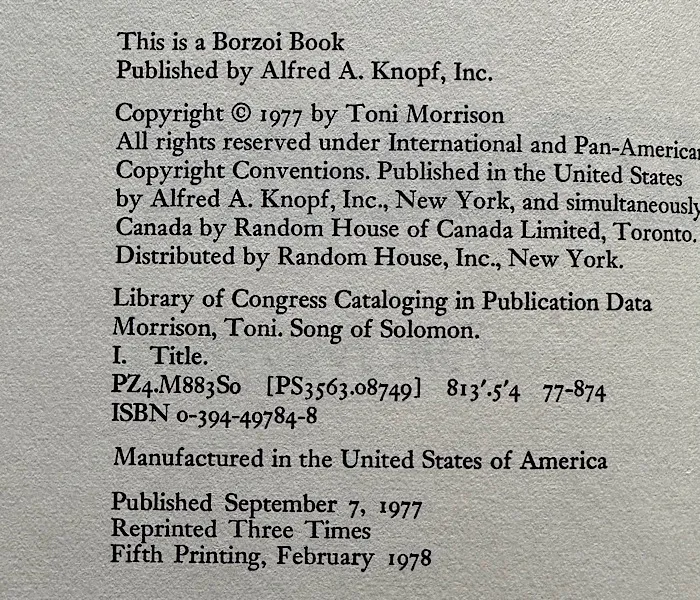 This is a Borzoi Book
Published by Alfred A. Knopf, Inc.
Copyright © 1977 by Toni Morrison
All rights reserved under International and Pan-American
Copyright Conventions. Published in the United States
by Alfred A. Knopf, Inc., New York, and simultaneously
Canada by Random House of Canada Limited, Toronto.
Distributed by Random House, Inc., New York.
Library of Congress Cataloging in Publication Data
Morrison, Toni. Song of Solomon.
I. Title.
PZ4.M883So [PS3563.08749] 813'.5'4 77-874
ISBN 0-394-49784-8
Manufactured in the United States of America
Published September 7, 1977
Reprinted Three Times
Fifth Printing, February 1978